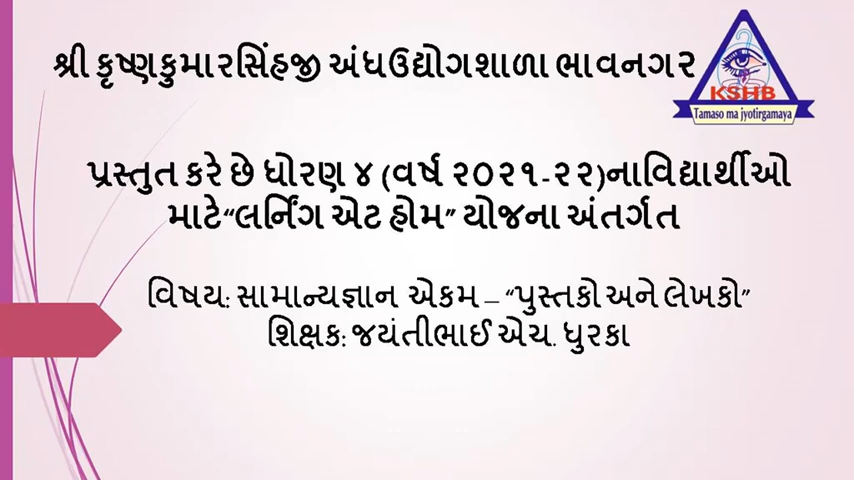 શ્રી કૃષ્ણકુમારસિંહજી અંધઉદ્યોગશાળા ભાવનગર
KSHB
Tamaso ma jyotirgamaya
પ્રસ્તુત કરે છે ધોરણ ૪ (વર્ષ ૨૦૨૧-૨૨)નાવિદ્યાર્થીઓ
માટે“લર્નિંગ એટ હોમ” યોજના અંતર્ગત
વિષય: સામાન્યજ્ઞાન એકમ – “પુસ્તકો અને લેખકો”
શિક્ષક: જયંતીભાઈ એચ. ધુરકા